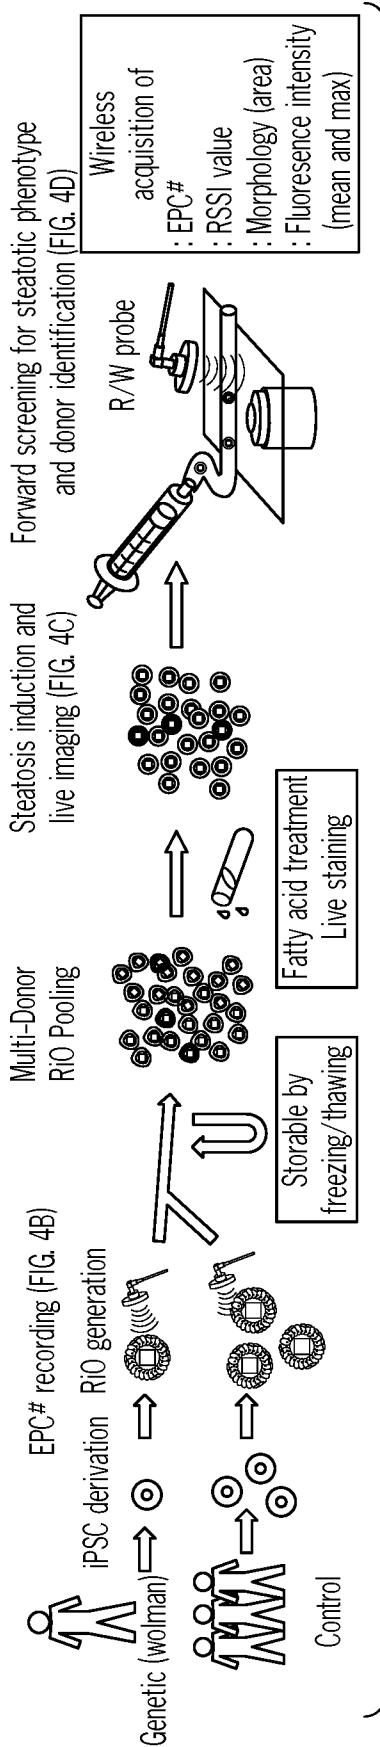 EPC# recording (FIG. 4B)
iPSC derivation
RiO generation
Genetic (wolman)
Control
Multi-Donor
RiO Pooling
Storable by
freezing/thawing
Steatosis induction and
live imaging (FIG. 4C)
Fatty acid treatment
Live staining
Forward screening for steatotic phenotype
and donor identification (FIG. 4D)
R/W probe
Wireless
acquisition of
: EPC#
: RSSI value
: Morphology (area)
: Fluoresence intensity
(mean and max)